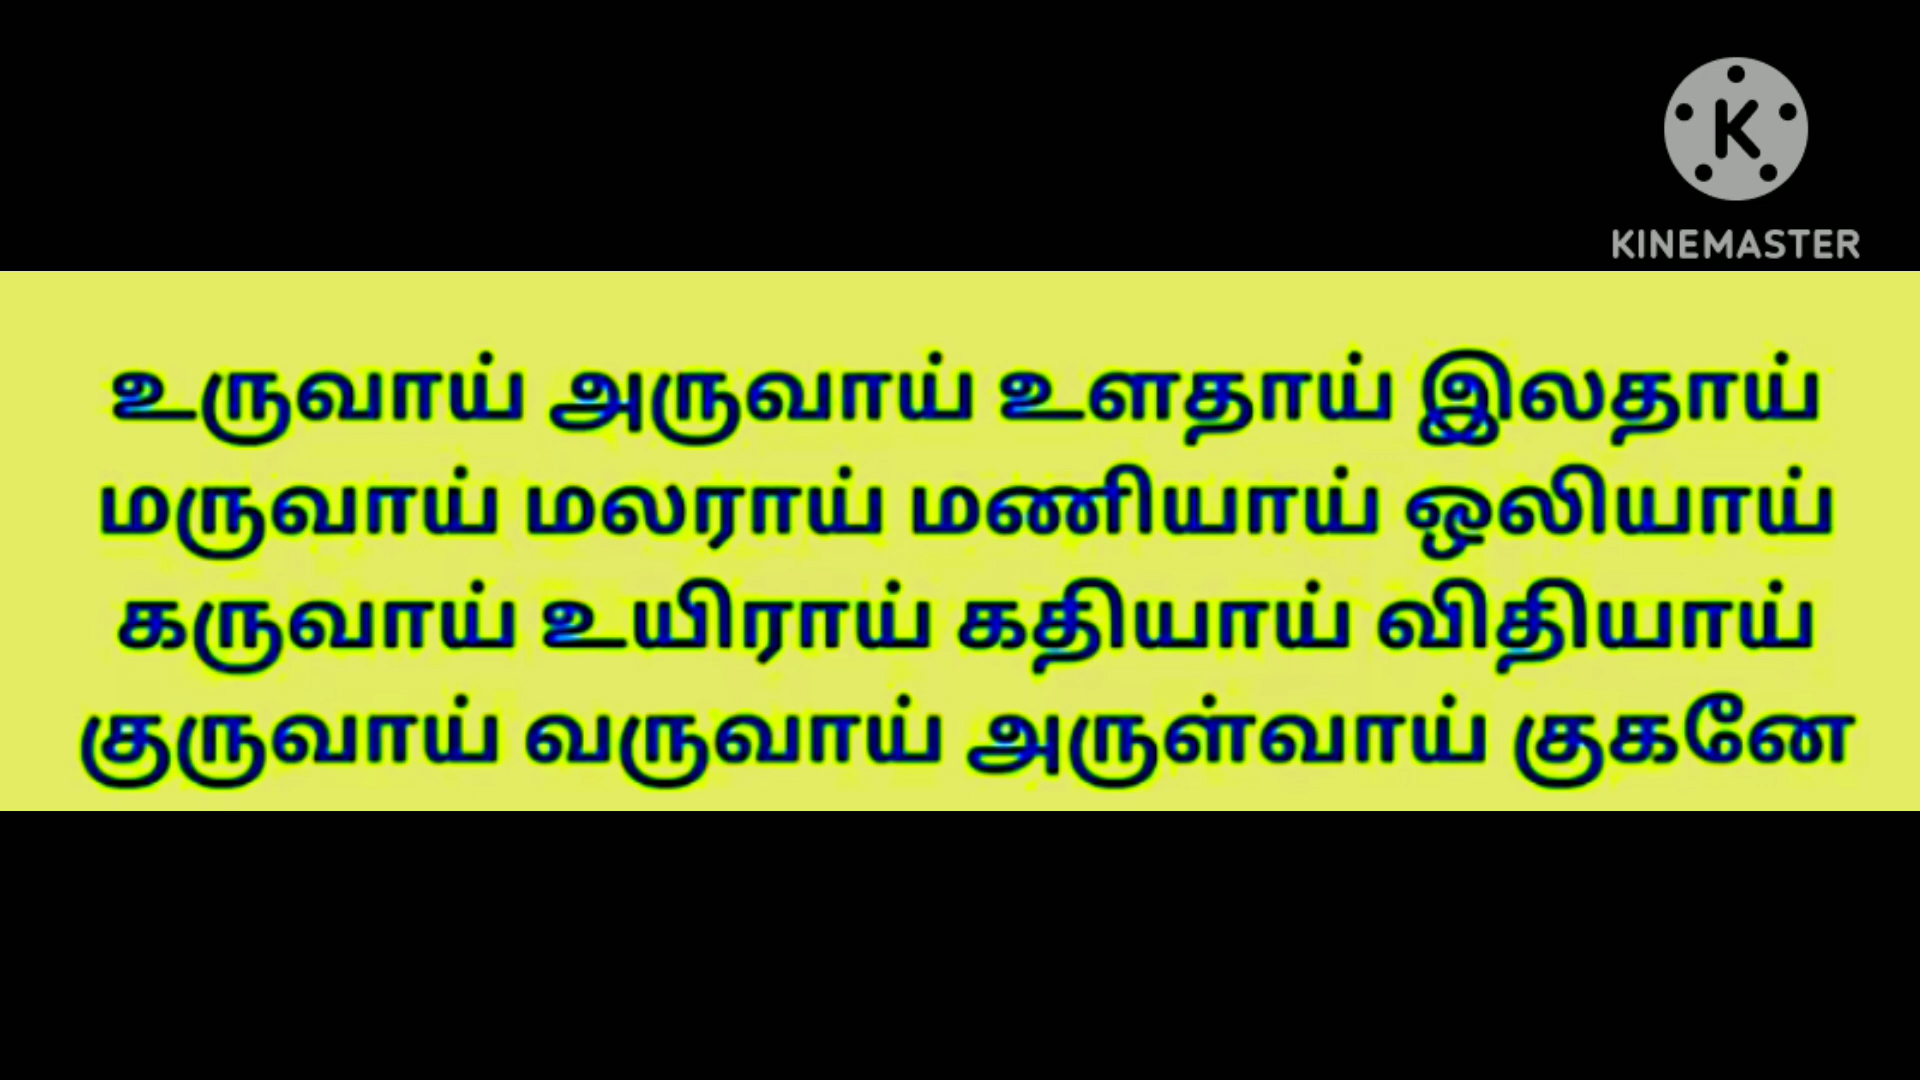 KINEMASTER
உருவாய் அருவாய் உளதாய் இலதாய்
மருவாய் மலராய் மணியாய் ஒலியாய்
கருவாய் உயிராய் கதியாய் விதியாய்
குருவாய் வருவாய் அருள்வாய் குகனே